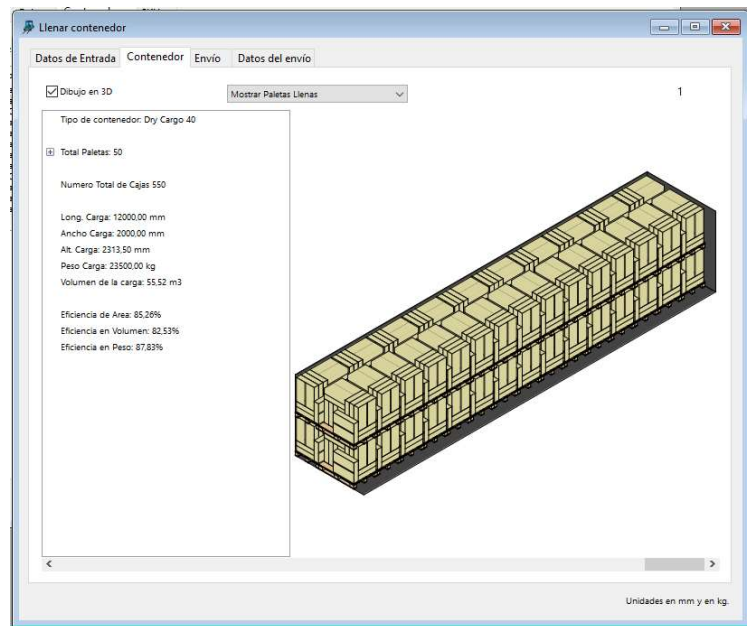 Llenar contenedor
Datos de Entrada Contenedor Envío Datos del envío
Dibujo en 3D
Mostrar Paletas Llenas
1
Tipo de contenedor: Dry Cargo 40
Total Paletas: 50
Numero Total de Cajas 550
Long. Carga: 12000,00 mm
Ancho Carga: 2000,00 mm
Alt. Carga: 2313,50 mm
Peso Carga: 23500,00 kg
Volumen de la carga: 55,52 m3
Eficiencia de Area: 85,26%
Eficiencia en Volumen: 82,53%
Eficiencia en Peso: 87,83%
Unidades en mm y en kg.